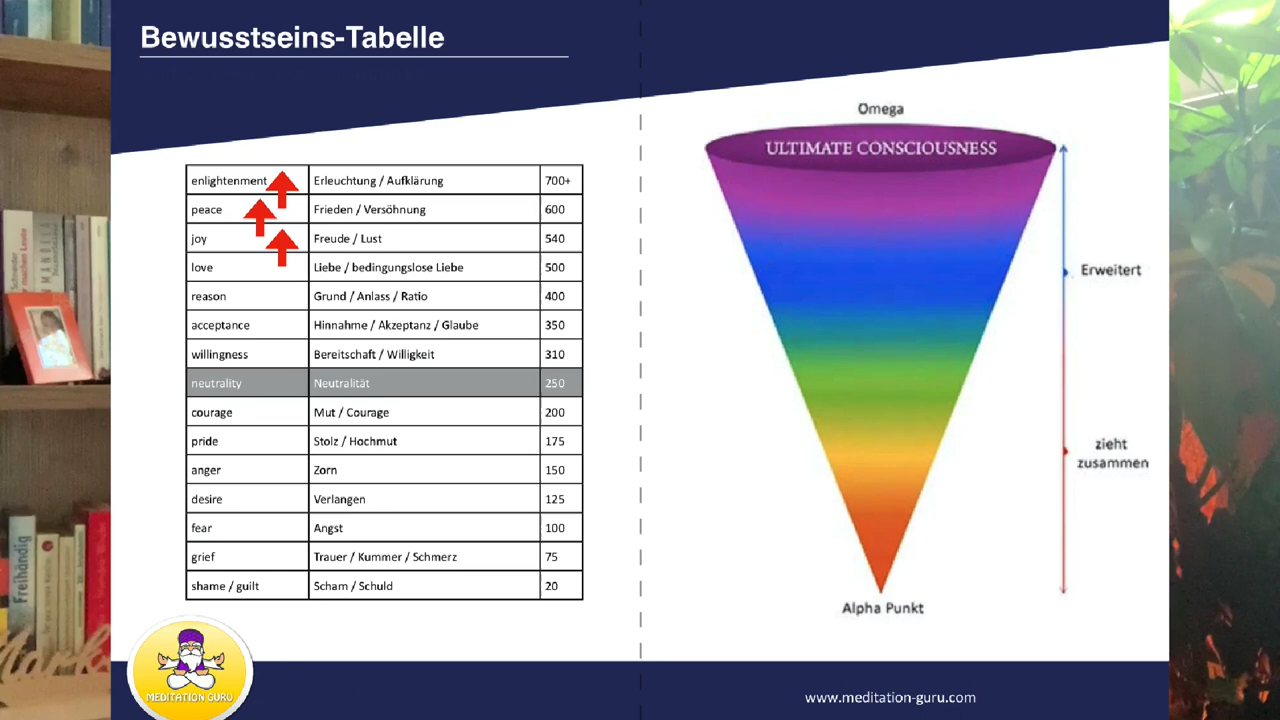 Bewusstseins-Tabelle
enlightenment Erleuchtung / Aufklärung 700+
peace Frieden / Versöhnung 600
joy Freude / Lust 540
love Liebe / bedingungslose Liebe 500
reason Grund / Anlass / Ratio 400
acceptance Hinnahme / Akzeptanz / Glaube 350
willingness Bereitschaft / Willigkeit 310
neutrality Neutralität 250
courage Mut / Courage 200
pride Stolz / Hochmut 175
anger Zorn 150
desire Verlangen 125
fear Angst 100
grief Trauer / Kummer / Schmerz 75
shame / guilt Scham / Schuld 20
Omega
ULTIMATE CONSCIOUSNESS
Erweitert
zieht
zusammen
Alpha Punkt
MEDITATION GURU
www.meditation-guru.com
Freihändig
MANDELS
Schneider